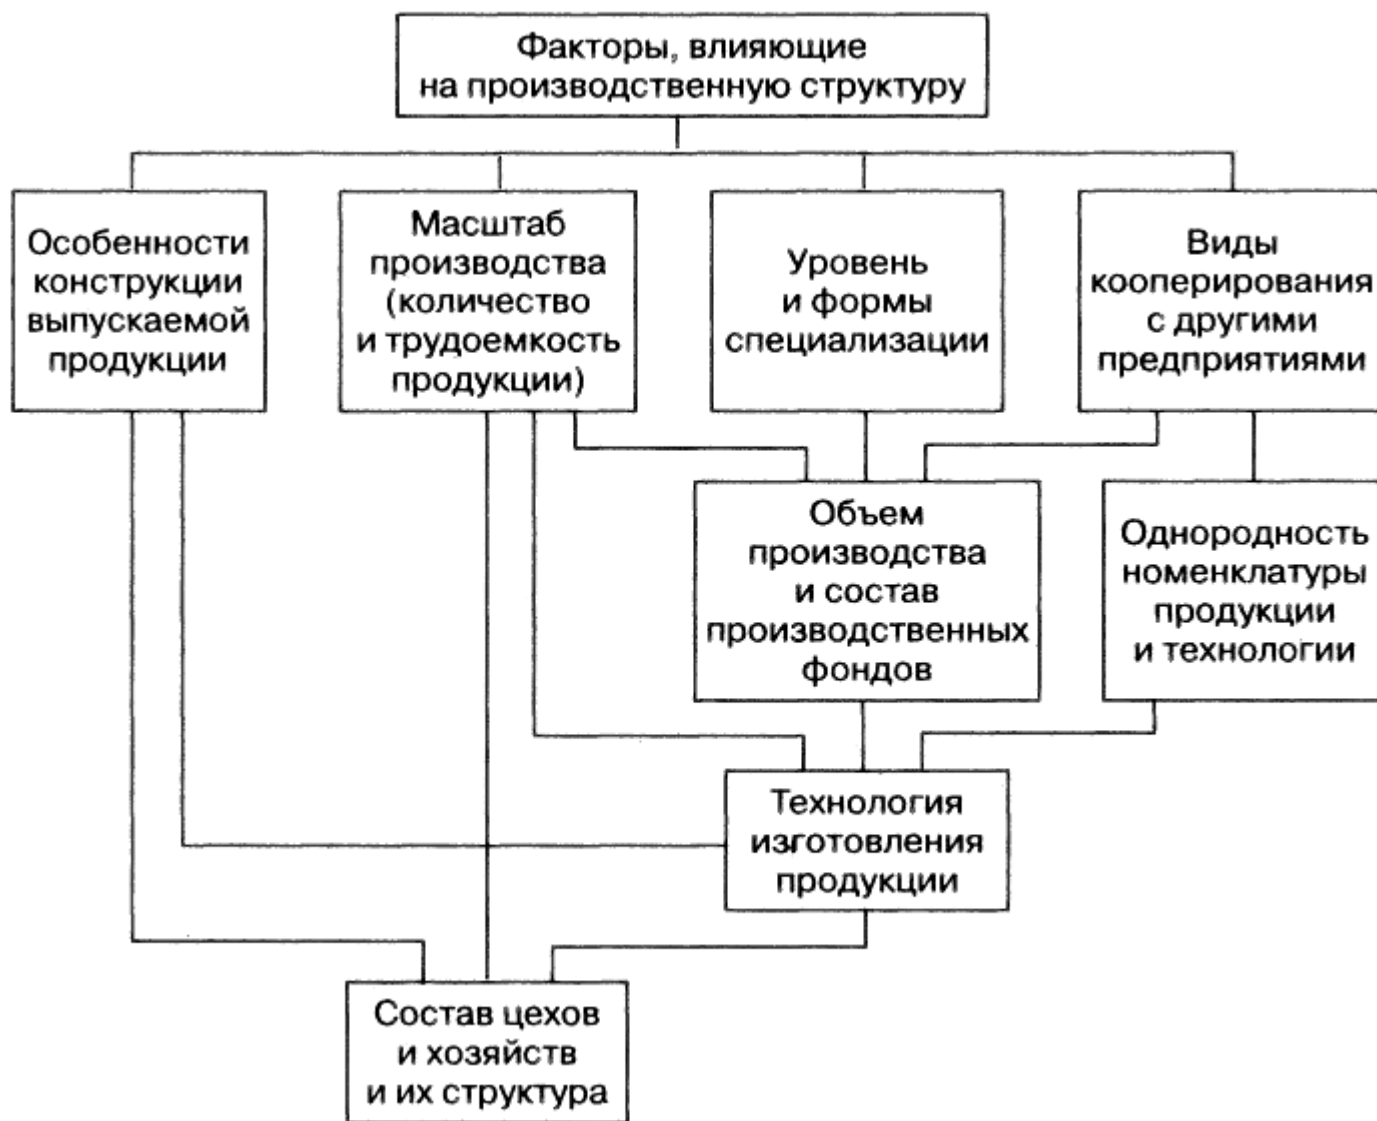 Факторы, влияющие
на производственную структуру
Особенности
конструкции
выпускаемой
продукции
Масштаб
производства
(количество
и трудоемкость
продукции)
Уровень
и формы
специализации
Виды
кооперирования
с другими
предприятиями
Объем
производства
и состав
производственных
фондов
Однородность
номенклатуры
продукции
и технологии
Технология
изготовления
продукции
Состав цехов
и хозяйств
и их структура